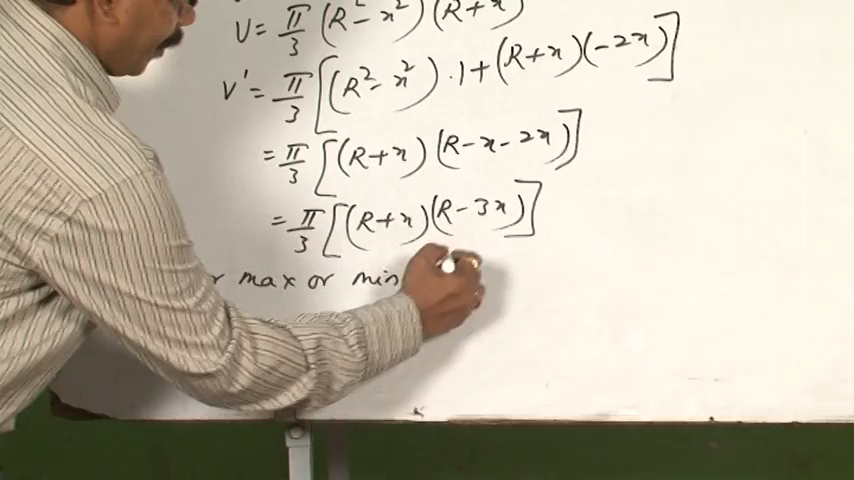 V = π/3 (R² - x²)(R + x)
V' = π/3 [(R² - x²) · 1 + (R + x)(-2x)]
= π/3 [(R + x)(R - x - 2x)]
= π/3 [(R + x)(R - 3x)]
r max or min